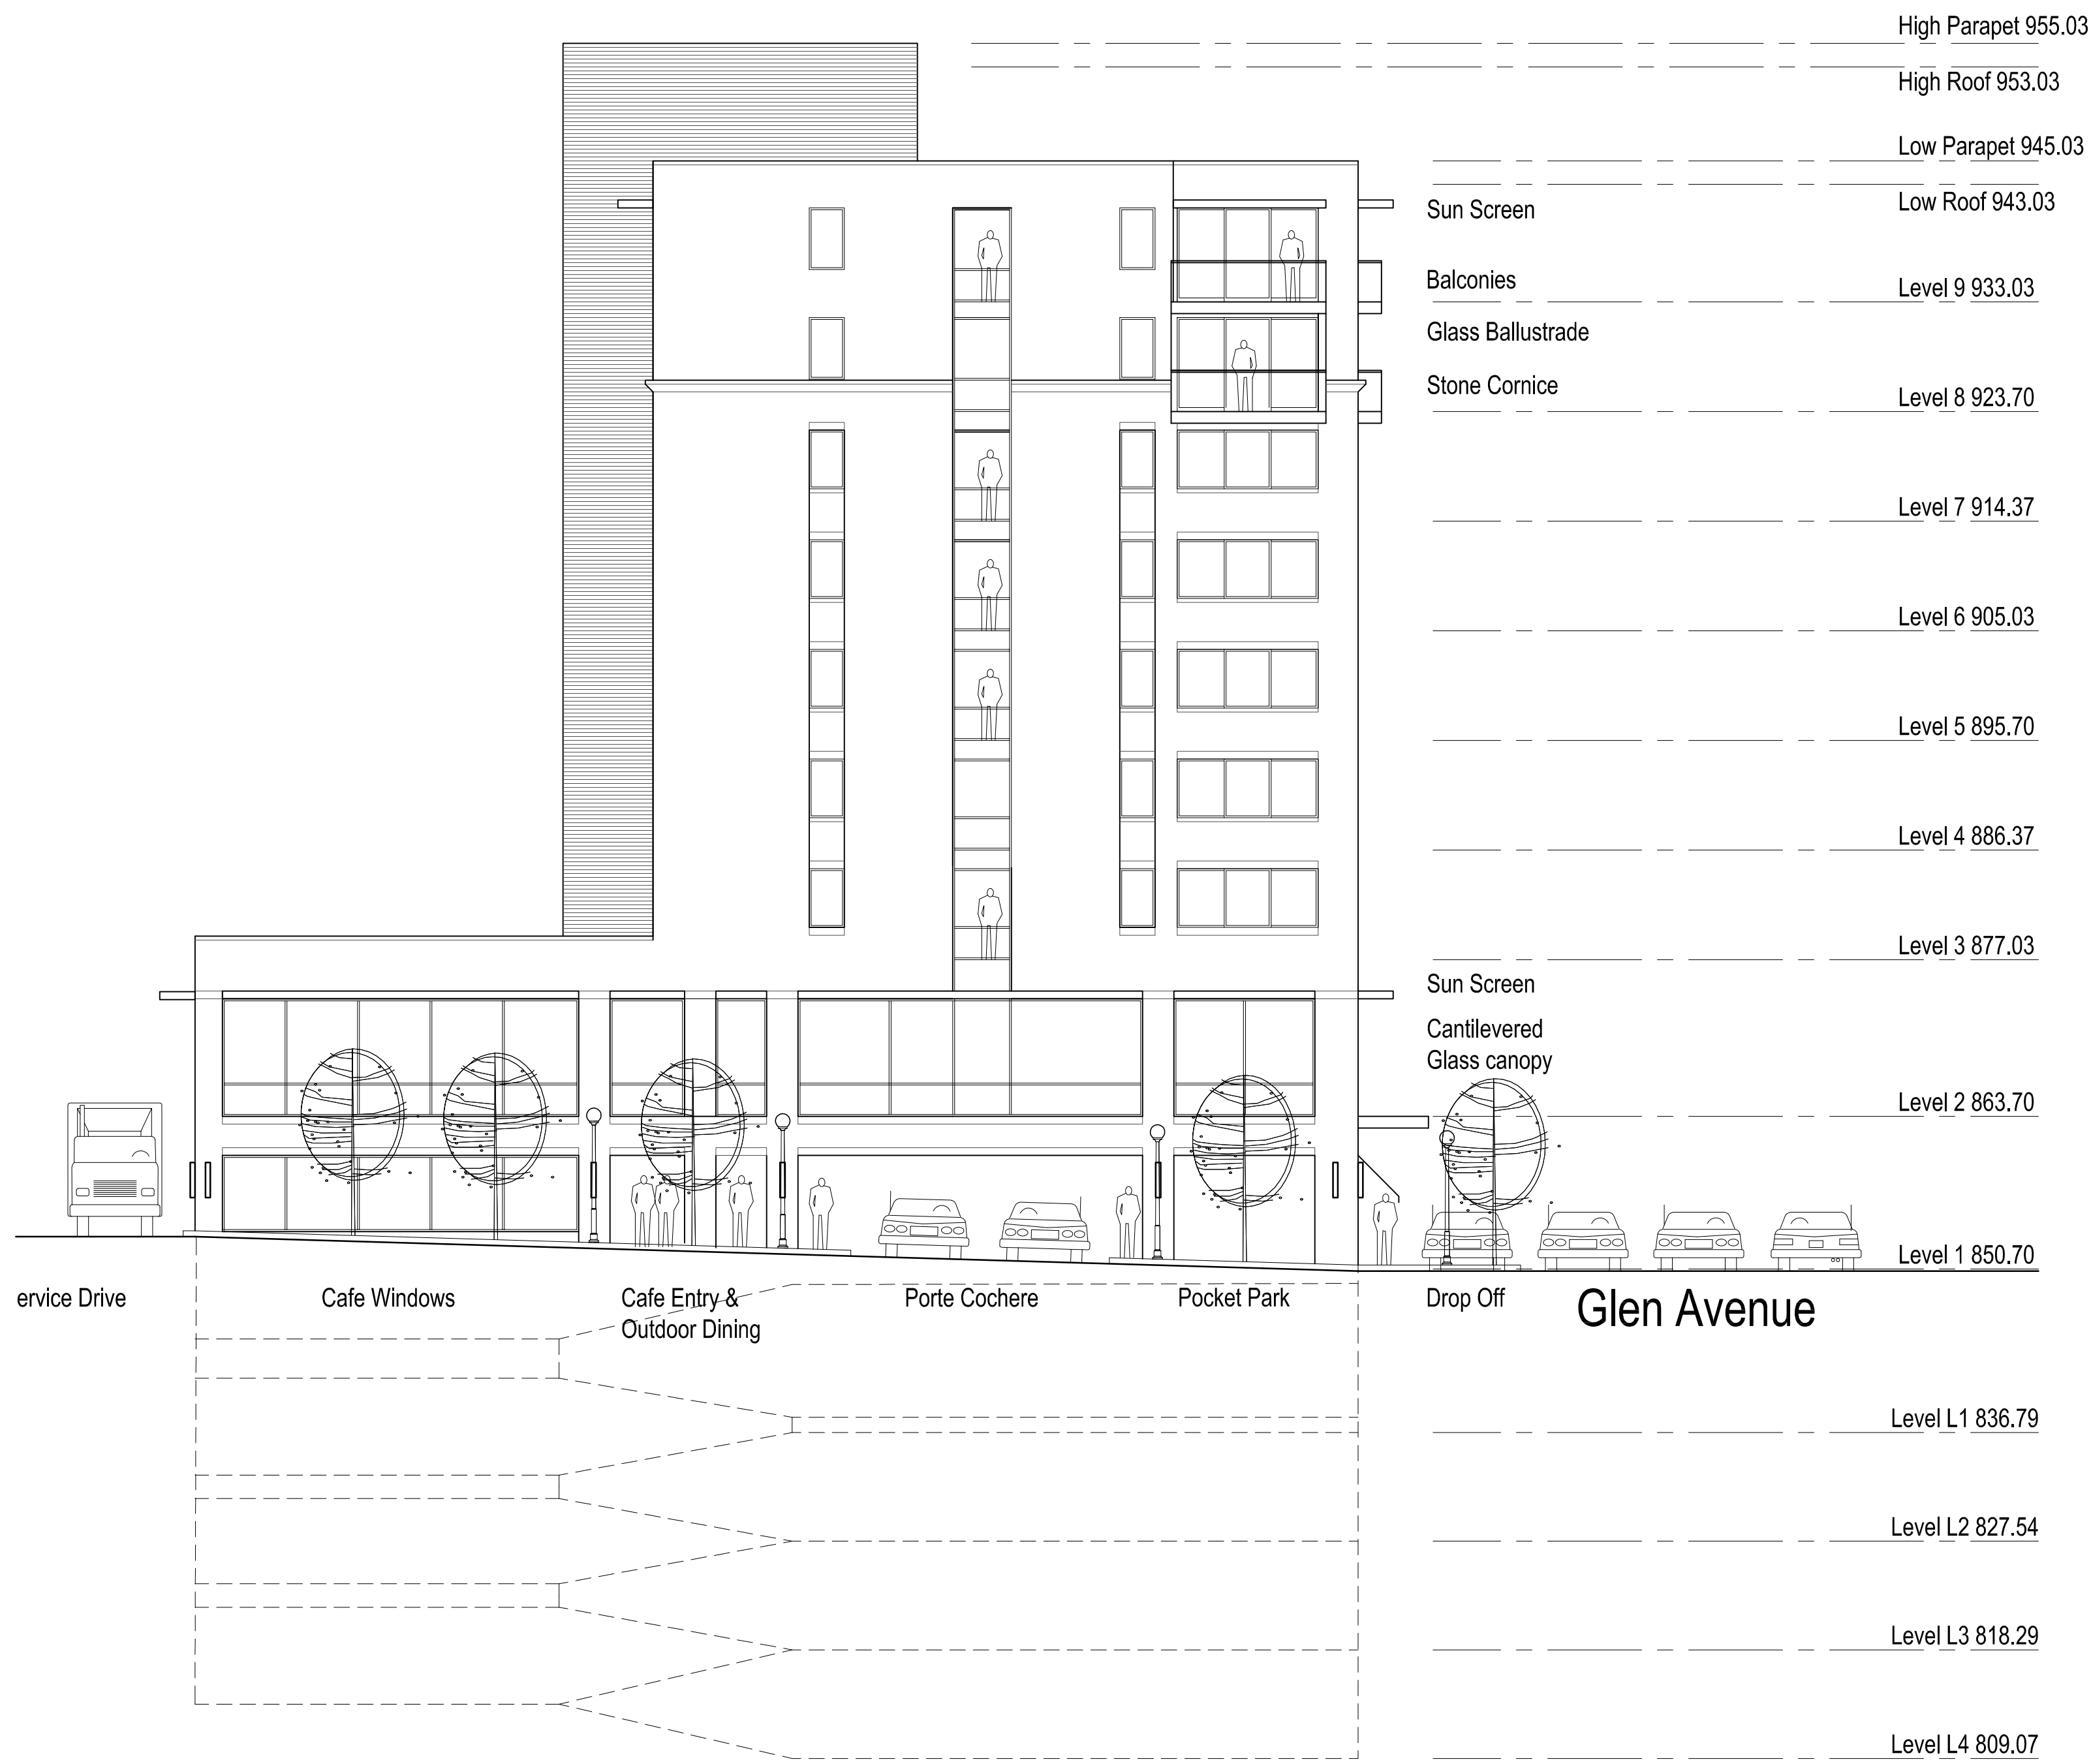 High Parapet 955.03
High Roof 953.03
Low Parapet 945.03
Low Roof 943.03
Sun Screen
Balconies
Level 9 933.03
Glass Ballustrade
Stone Cornice
Level 8 923.70
Level 7 914.37
Level 6 905.03
Level 5 895.70
Level 4 886.37
Level 3 877.03
Sun Screen
Cantilevered
Glass canopy
Level 2 863.70
Level 1 850.70
ervice Drive
Cafe Windows
Cafe Entry &
Outdoor Dining
Porte Cochere
Pocket Park
Drop Off
Glen Avenue
Level L1 836.79
Level L2 827.54
Level L3 818.29
Level L4 809.07